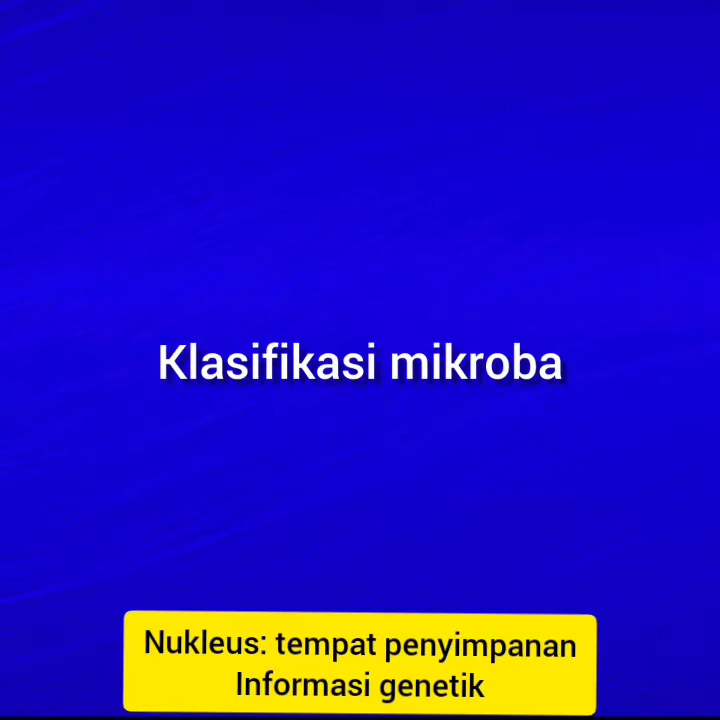 Klasifikasi mikroba
Nukleus: tempat penyimpanan
Informasi genetik